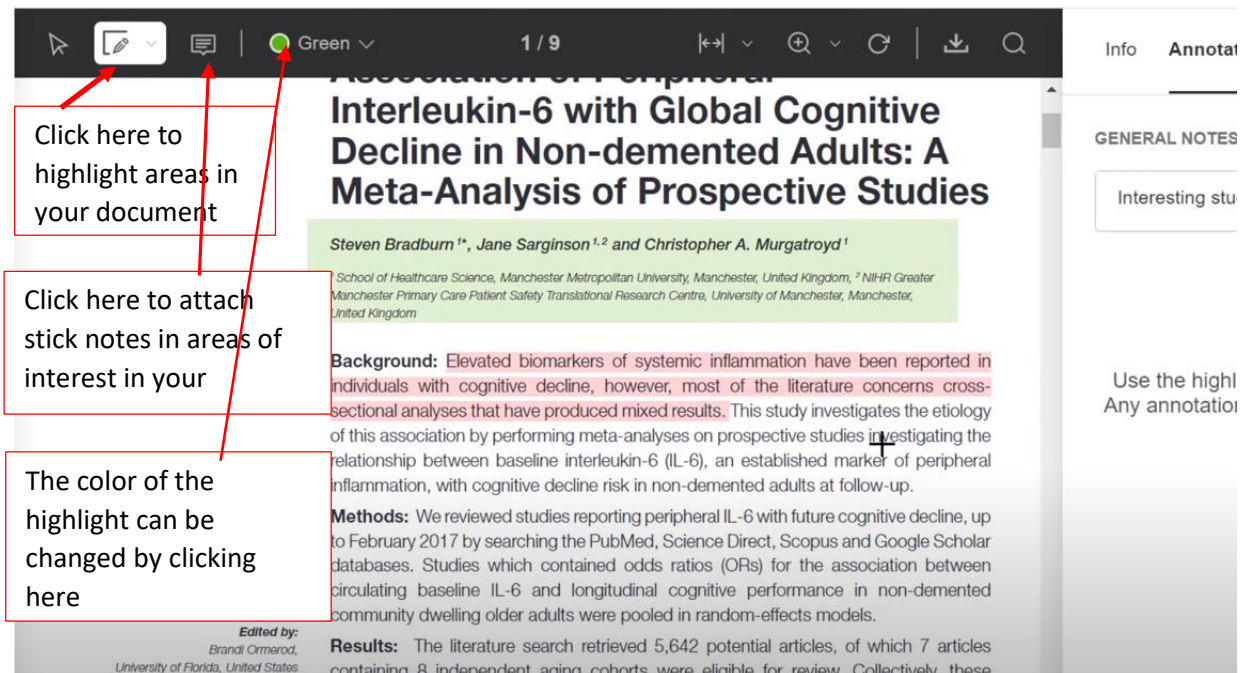 Green
1 / 9
Info Annotat
Click here to
highlight areas in
your document
Click here to attach
stick notes in areas of
interest in your
The color of the
highlight can be
changed by clicking
here
Association of Peripheral
Interleukin-6 with Global Cognitive
Decline in Non-demented Adults: A
Meta-Analysis of Prospective Studies
Steven Bradburn 1*, Jane Sarginson 1,2 and Christopher A. Murgatroyd 1
1 School of Healthcare Science, Manchester Metropolitan University, Manchester, United Kingdom, 2 NIHR Greater
Manchester Primary Care Patient Safety Translational Research Centre, University of Manchester, Manchester,
United Kingdom
Background: Elevated biomarkers of systemic inflammation have been reported in
individuals with cognitive decline, however, most of the literature concerns cross-
sectional analyses that have produced mixed results. This study investigates the etiology
of this association by performing meta-analyses on prospective studies investigating the
relationship between baseline interleukin-6 (IL-6), an established marker of peripheral
inflammation, with cognitive decline risk in non-demented adults at follow-up.
Methods: We reviewed studies reporting peripheral IL-6 with future cognitive decline, up
to February 2017 by searching the PubMed, Science Direct, Scopus and Google Scholar
databases. Studies which contained odds ratios (ORs) for the association between
circulating baseline IL-6 and longitudinal cognitive performance in non-demented
community dwelling older adults were pooled in random-effects models.
Results: The literature search retrieved 5,642 potential articles, of which 7 articles
containing 8 independent aging cohorts were eligible for review. Collectively, these
Edited by:
Brandi Ormerod,
University of Florida, United States
GENERAL NOTES
Interesting stu
Use the highl
Any annotation